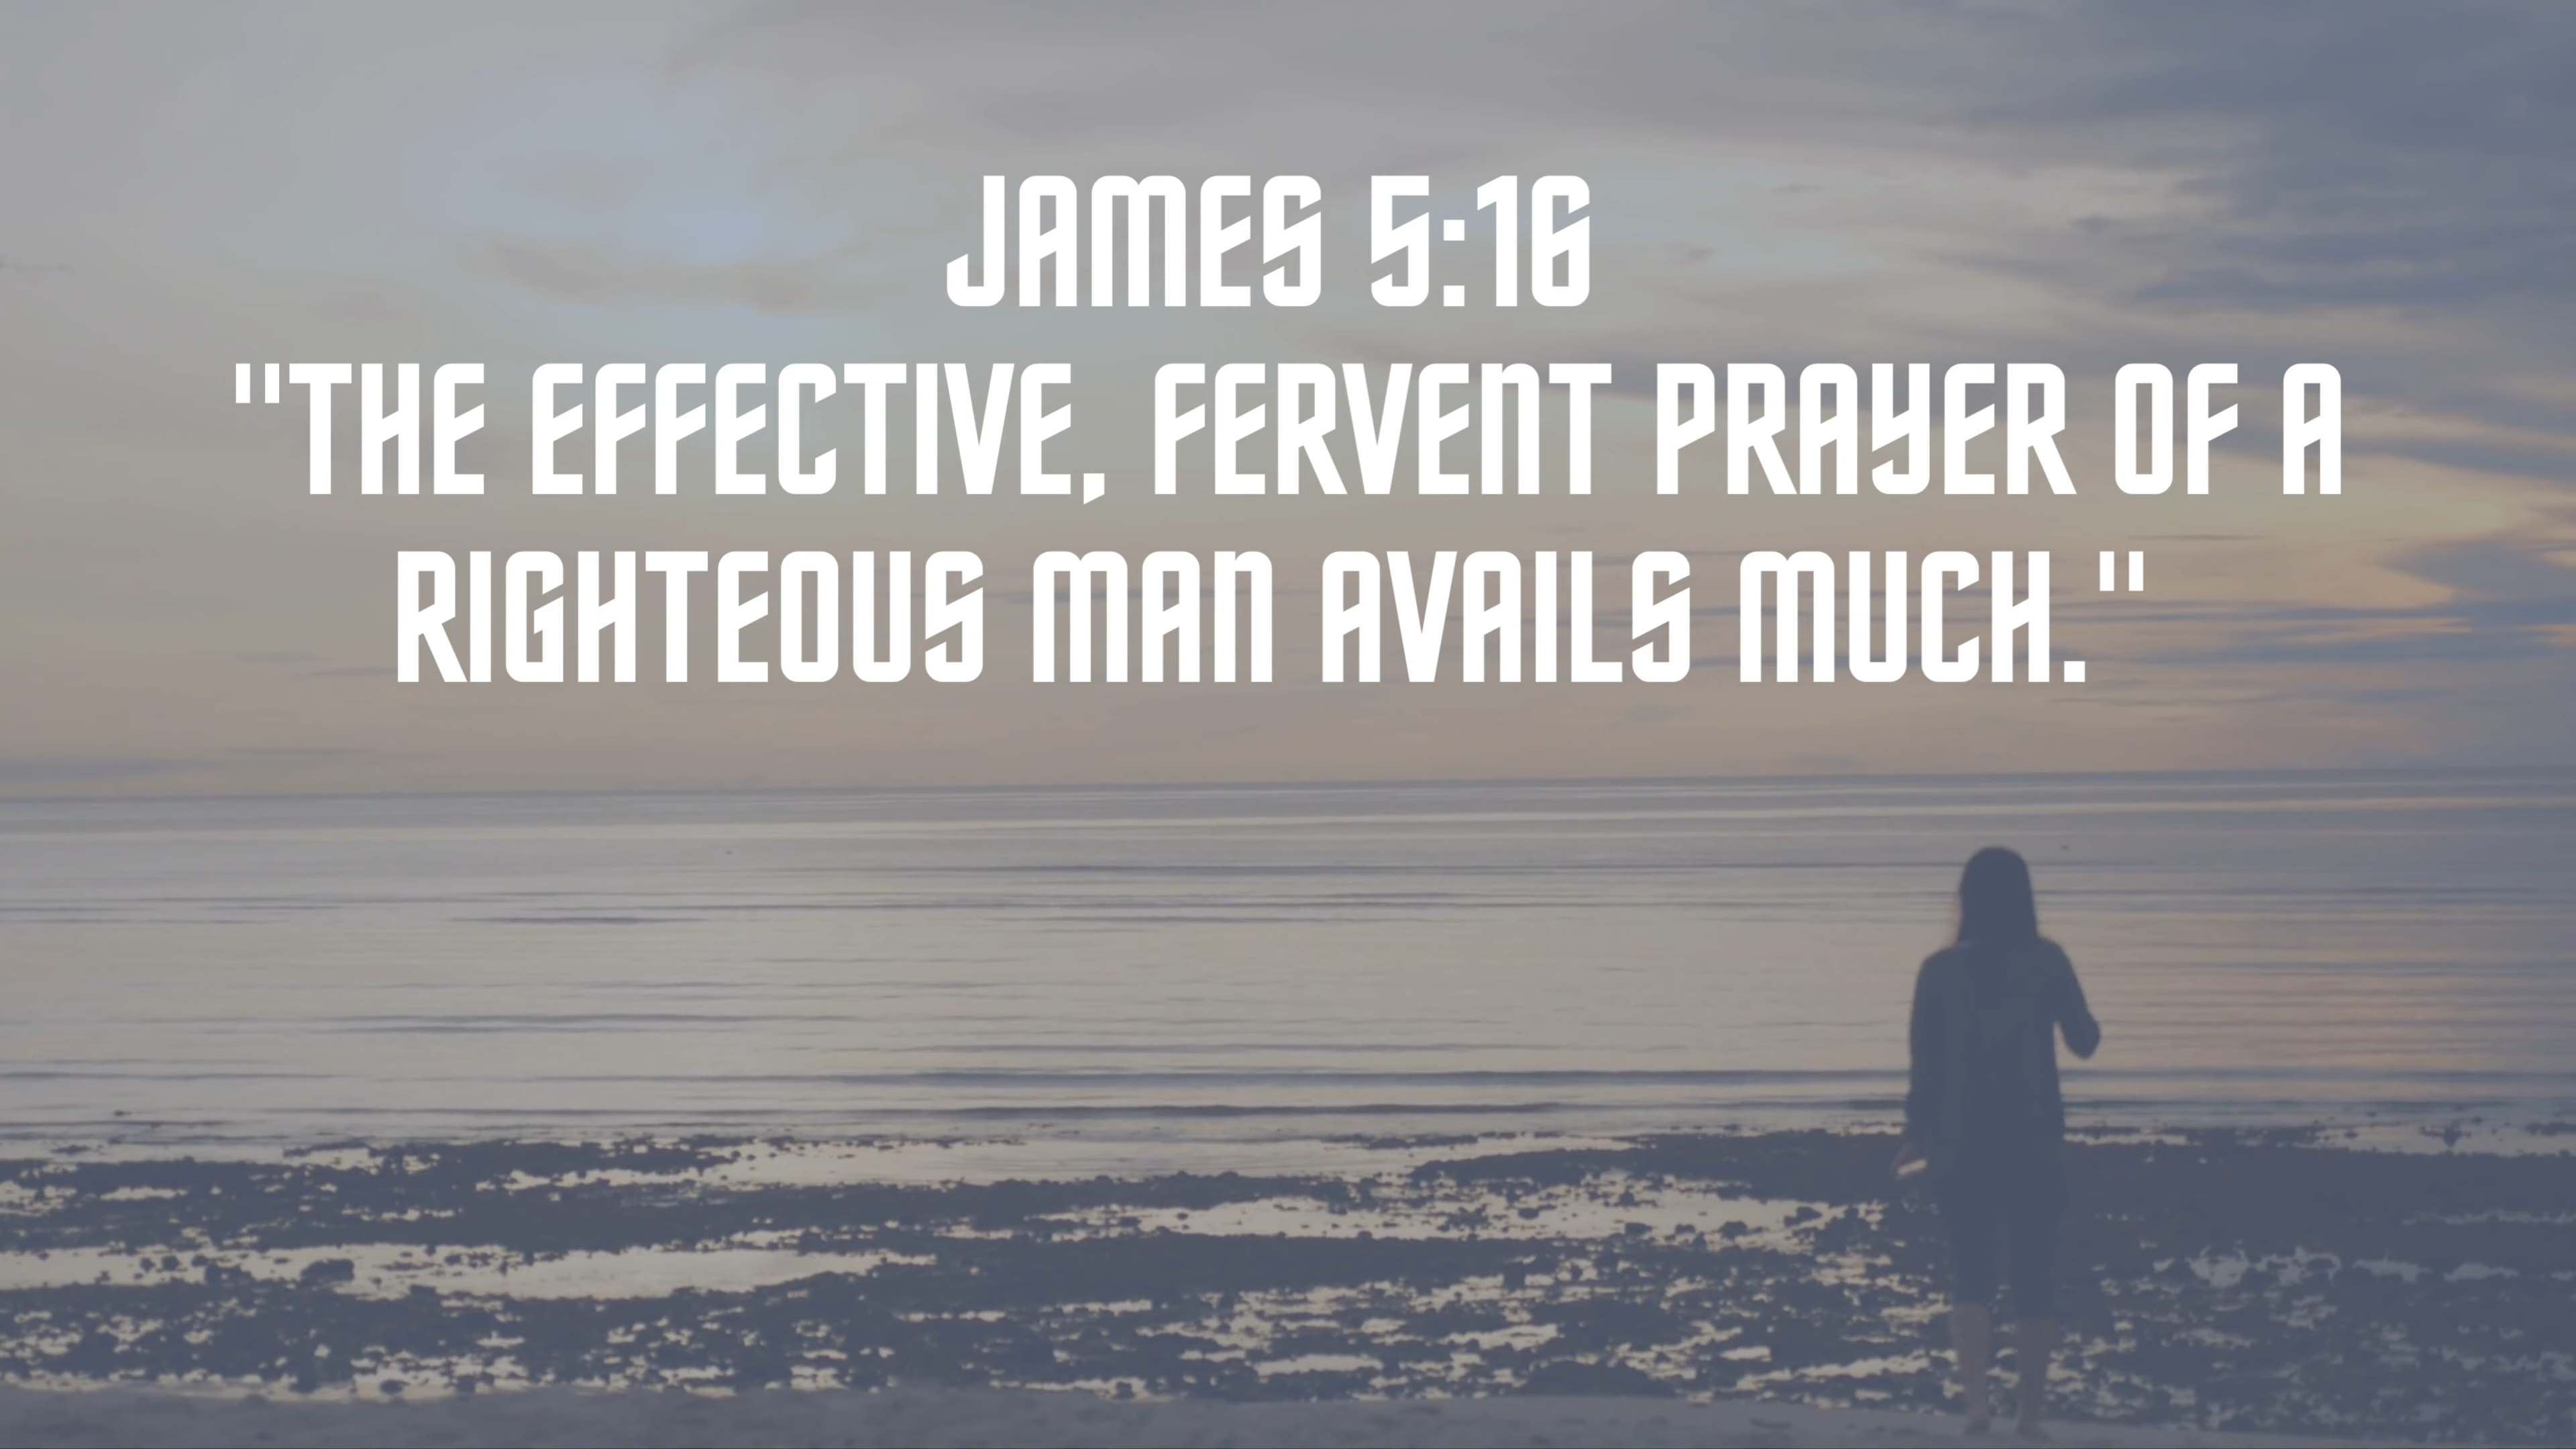 JAMES 5:16
"THE EFFECTIVE, FERVENT PRAYER OF A
RIGHTEOUS MAN AVAILS MUCH."